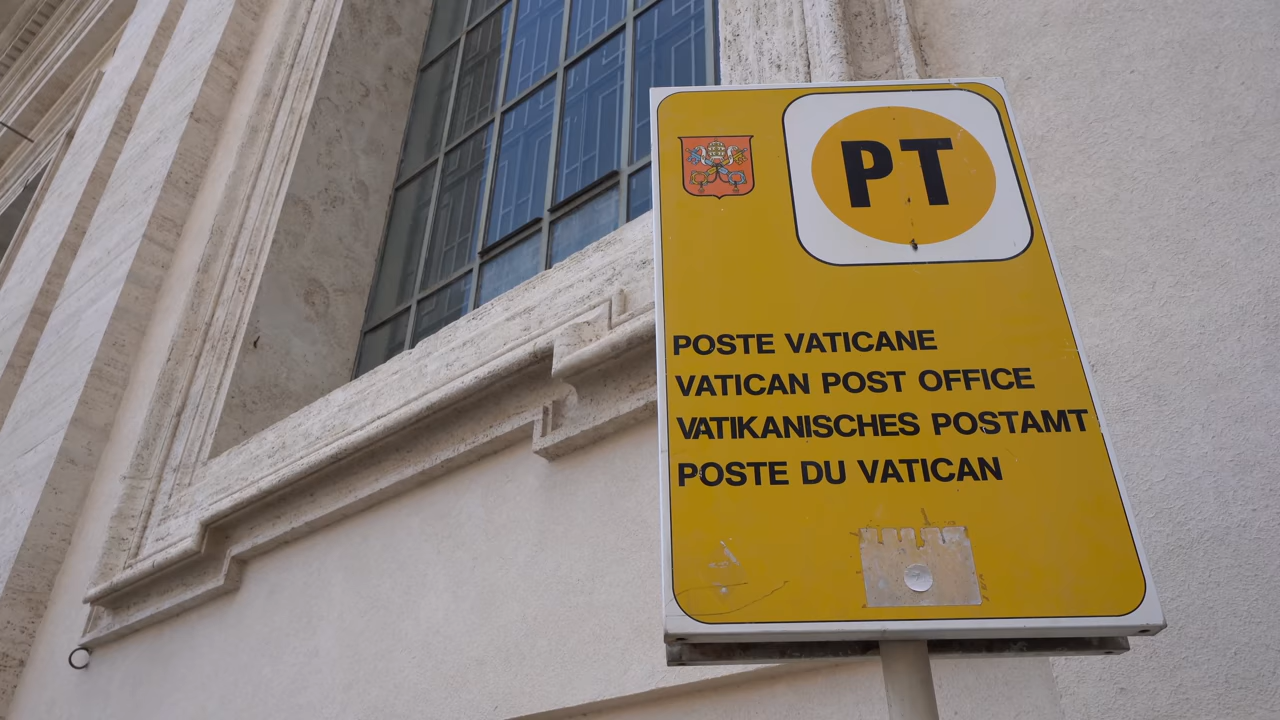 PT
POSTE VATICANE
VATICAN POST OFFICE
VATIKANISCHES POSTAMT
POSTE DU VATICAN